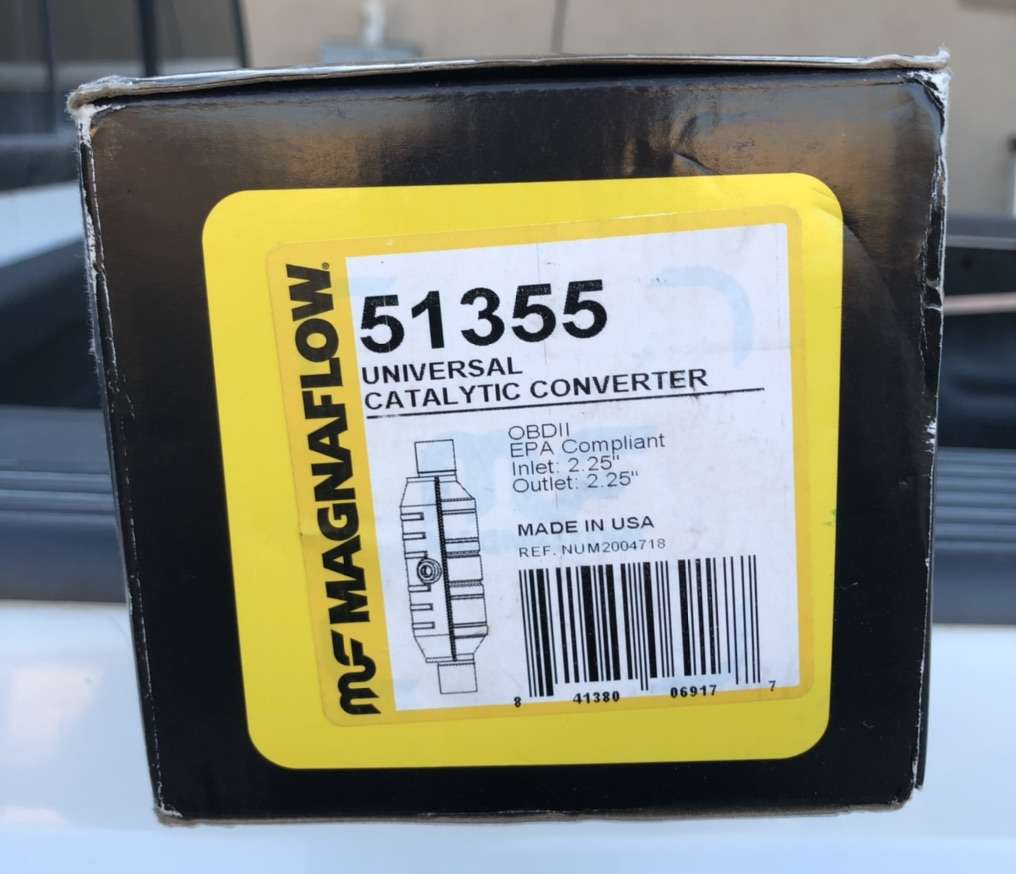 MAGNAFLOW®
51355
UNIVERSAL
CATALYTIC CONVERTER
OBDII
EPA Compliant
Inlet: 2.25"
Outlet: 2.25"
MADE IN USA
REF. NUM2004718
8 41380 06917 7